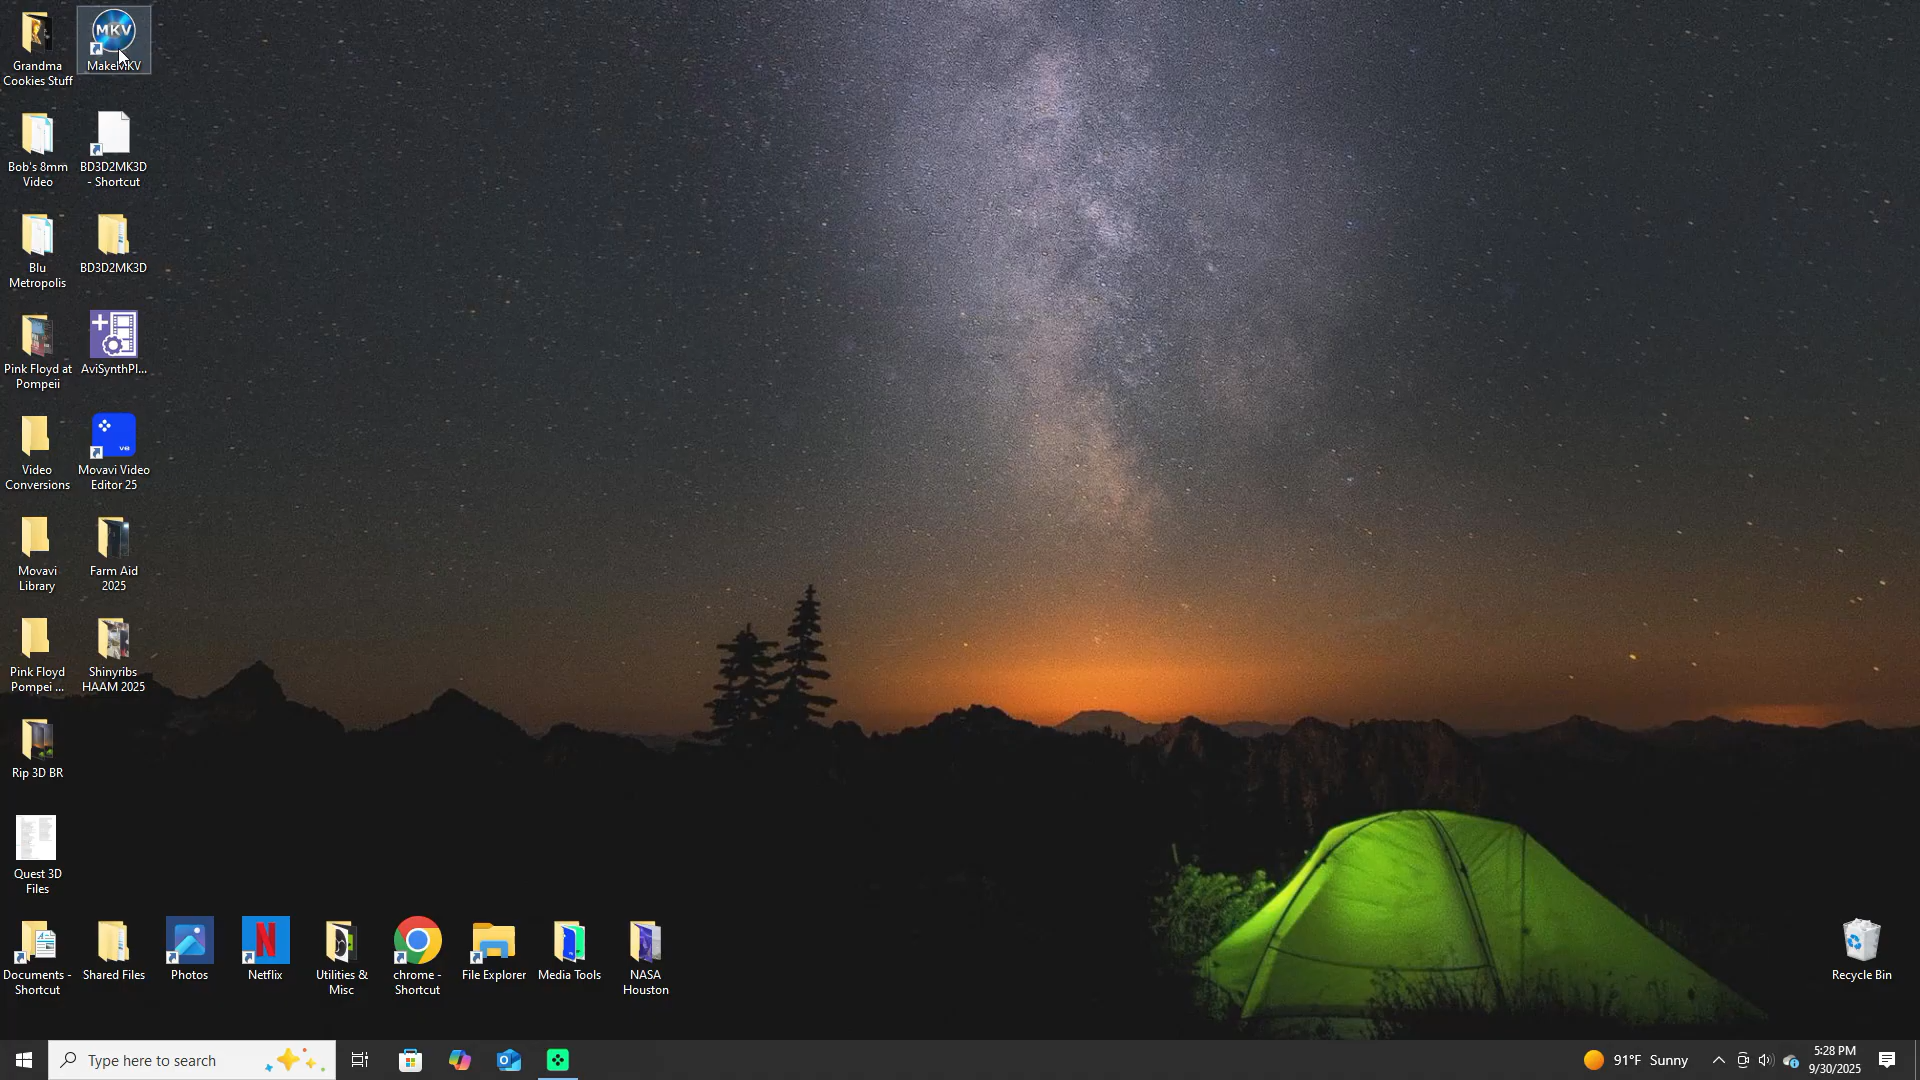 Grandma
Cookies Stuff
MKV
MakeMKV
Bob's 8mm
Video
BD3D2MK3D
- Shortcut
Blu
Metropolis
BD3D2MK3D
Pink Floyd at
Pompeii
AviSynthPl...
Video
Conversions
ve
Movavi Video
Editor 25
Movavi
Library
Farm Aid
2025
Pink Floyd
Pompei ...
Shinyribs
HAAM 2025
Rip 3D BR
Quest 3D
Files
Documents -
Shortcut
Shared Files
Photos
N
Netflix
Utilities &
Misc
chrome -
Shortcut
File Explorer
Media Tools
NASA
Houston
Recycle Bin
Type here to search
91°F Sunny
5:28 PM
9/30/2025